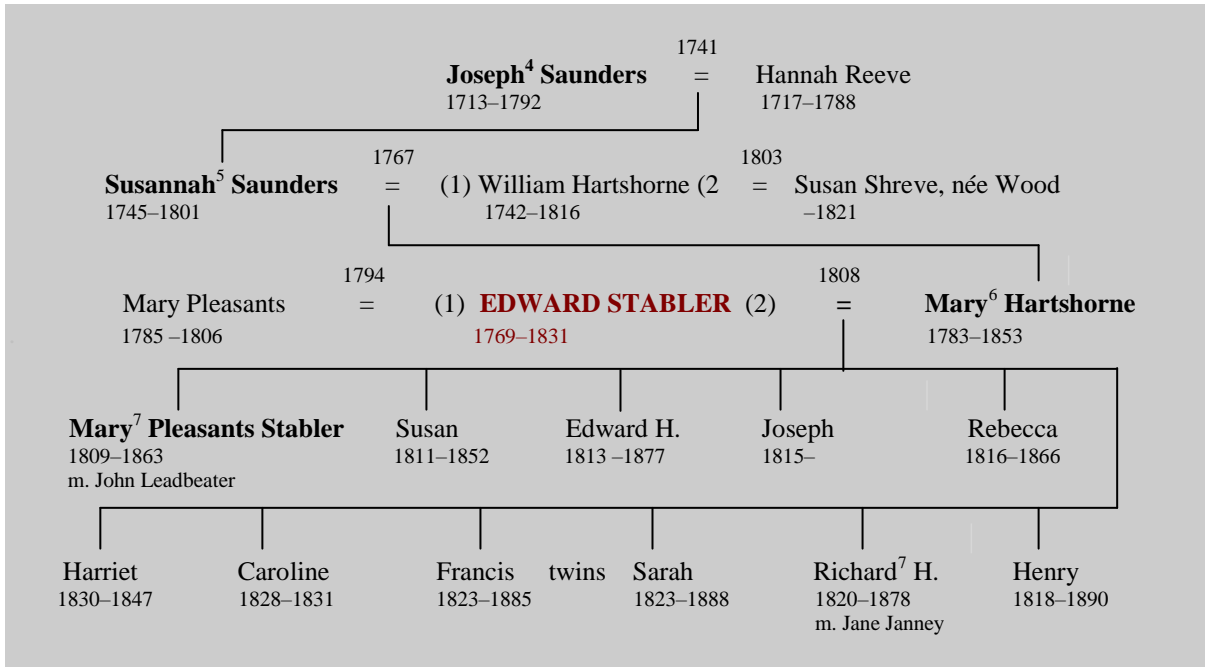 1741
Joseph⁴ Saunders = Hannah Reeve
1713–1792 1717–1788
1767 1803
Susannah⁵ Saunders = (1) William Hartshorne (2 = Susan Shreve, née Wood
1745–1801 1742–1816 –1821
1794 1808
Mary Pleasants = (1) EDWARD STABLER (2) = Mary⁶ Hartshorne
1785 –1806 1769–1831 1783–1853
Mary⁷ Pleasants Stabler Susan Edward H. Joseph Rebecca
1809–1863 1811–1852 1813 –1877 1815– 1816–1866
m. John Leadbeater
Harriet Caroline Francis twins Sarah Richard⁷ H. Henry
1830–1847 1828–1831 1823–1885 1823–1888 1820–1878 1818–1890
m. Jane Janney